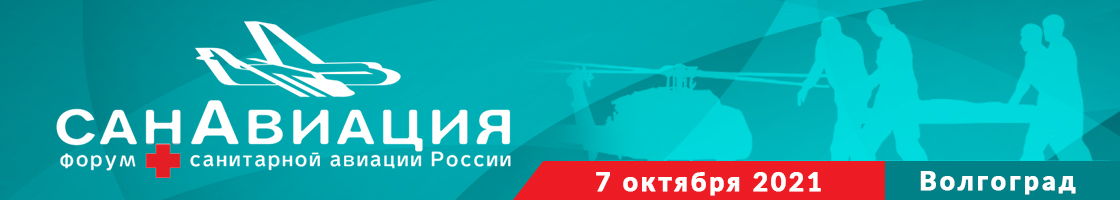 САНАВИАЦИЯ
Форум санитарной авиации России
7 октября 2021
Волгоград